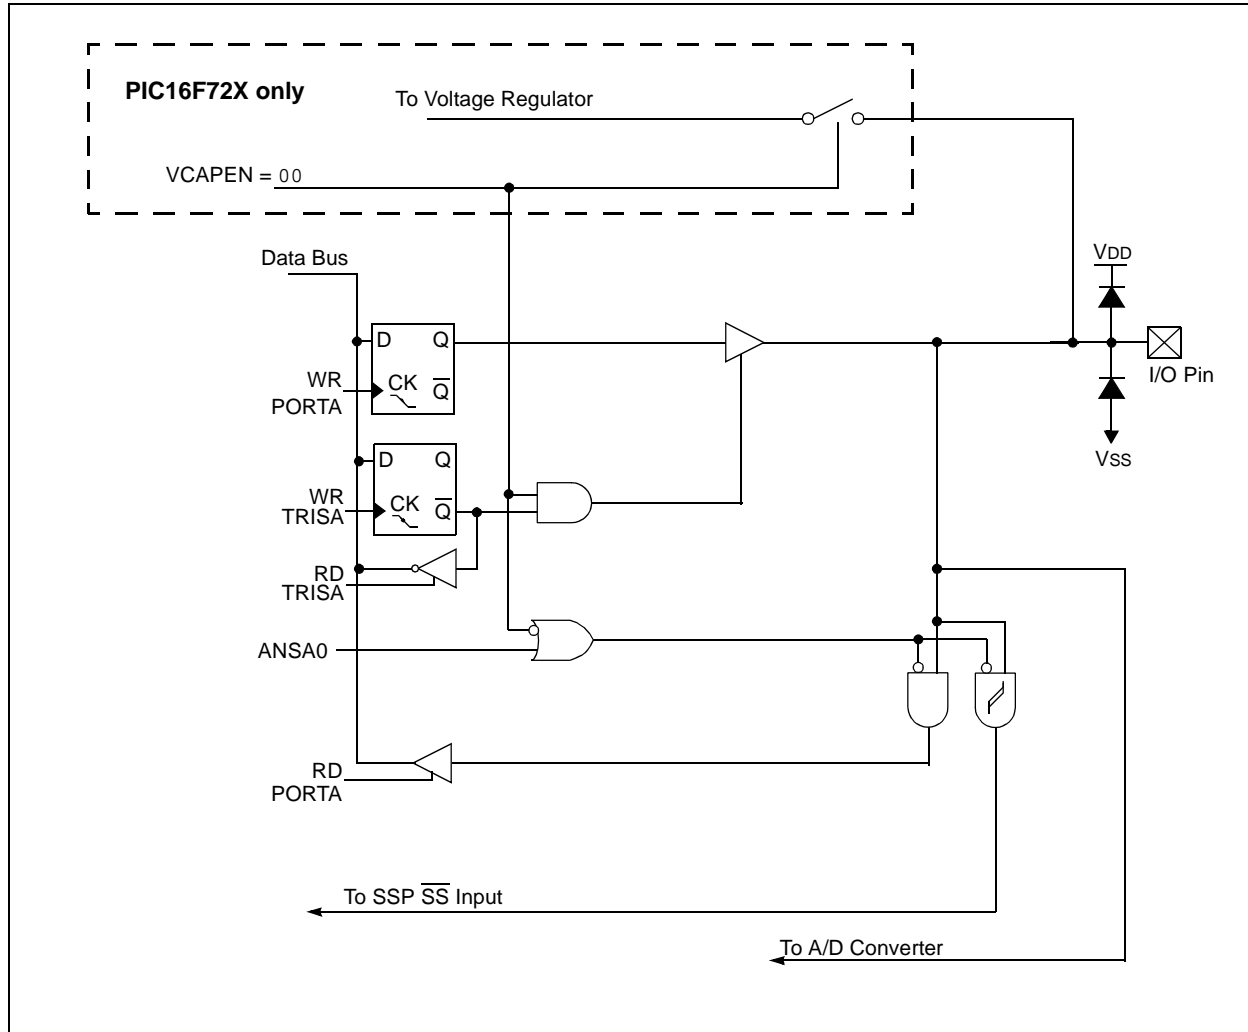 PIC16F72X only
To Voltage Regulator
VCAPEN = 00
Data Bus
VDD
D Q
WR
PORTA
CK Q̅
I/O Pin
VSS
D Q
WR
TRISA
CK Q̅
RD
TRISA
ANSA0
RD
PORTA
To SSP S̅S̅ Input
To A/D Converter